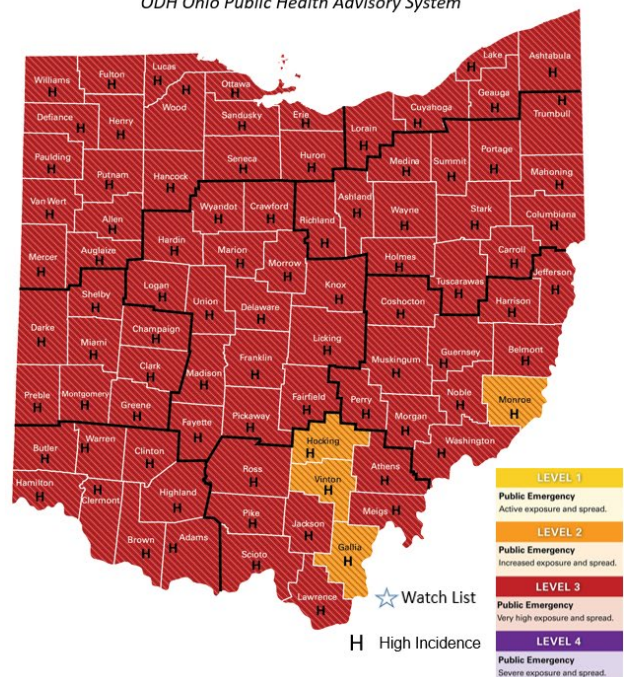 ODH Ohio Public Health Advisory System
Williams
H
Fulton
H
Lucas
H
H
Wood
Ottawa
H
Lake
H
Ashtabula
H
Geauga
H
Cuyahoga
H
Trumbull
H
Defiance
H
Henry
H
Sandusky
H
Erie
H
Lorain
H
Medina
H
Summit
H
Portage
H
Paulding
H
Putnam
H
Hancock
H
Seneca
H
Huron
H
Mahoning
H
Van Wert
H
Allen
H
Wyandot
H
Crawford
H
Richland
H
Ashland
H
Wayne
H
Stark
H
Columbiana
H
Mercer
H
Auglaize
H
Hardin
H
Marion
H
Morrow
H
Holmes
H
Tuscarawas
H
Carroll
H
Jefferson
H
Shelby
H
Logan
H
Union
H
Delaware
H
Knox
H
Coshocton
H
Harrison
H
Darke
H
Miami
H
Champaign
H
Clark
H
Madison
H
Franklin
H
Licking
H
Muskingum
H
Guernsey
H
Belmont
H
Preble
H
Montgomery
H
Greene
H
Fayette
H
Pickaway
H
Fairfield
H
Perry
H
Morgan
H
Noble
H
Monroe
H
Butler
H
Warren
H
Clinton
H
Ross
H
Hocking
H
Athens
H
Washington
H
Hamilton
H
Clermont
H
Highland
H
Vinton
H
Pike
H
Jackson
H
Meigs
H
Brown
H
Adams
H
Scioto
H
Gallia
H
Lawrence
H
Watch List
H High Incidence
LEVEL 1
Public Emergency
Active exposure and spread.
LEVEL 2
Public Emergency
Increased exposure and spread.
LEVEL 3
Public Emergency
Very high exposure and spread.
LEVEL 4
Public Emergency
Severe exposure and spread.